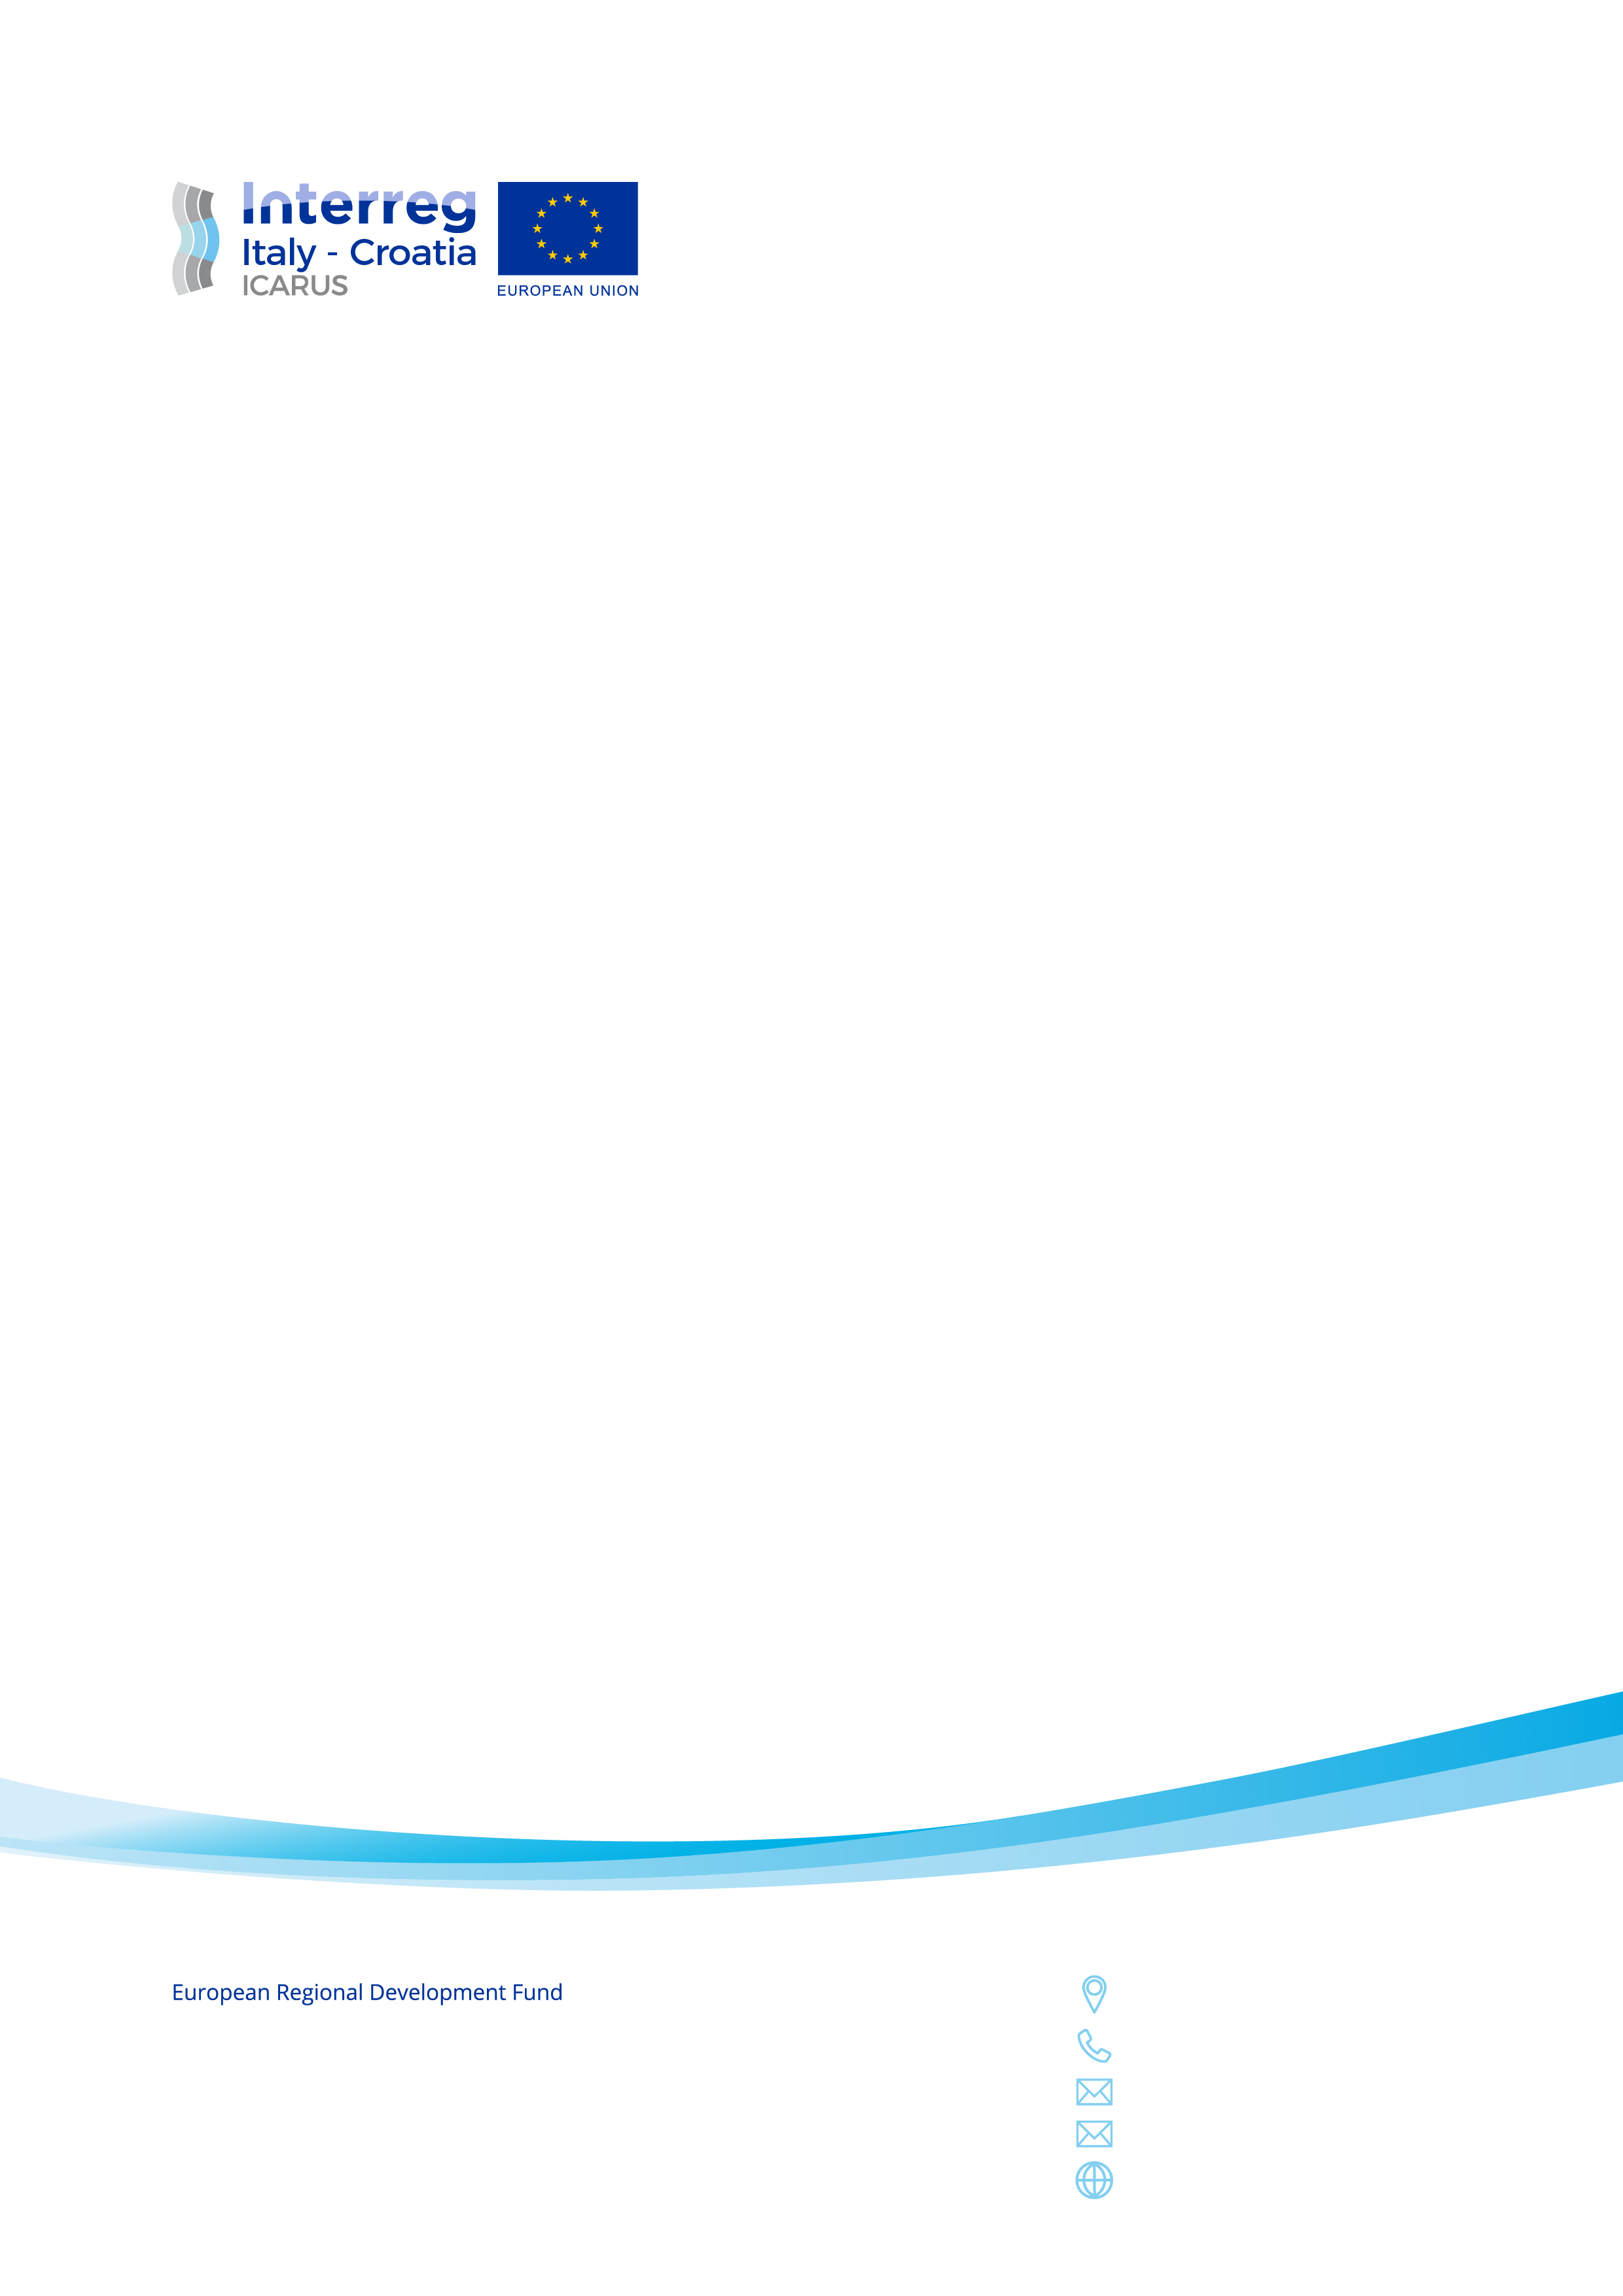 Interreg
Italy - Croatia
ICARUS
EUROPEAN UNION
European Regional Development Fund